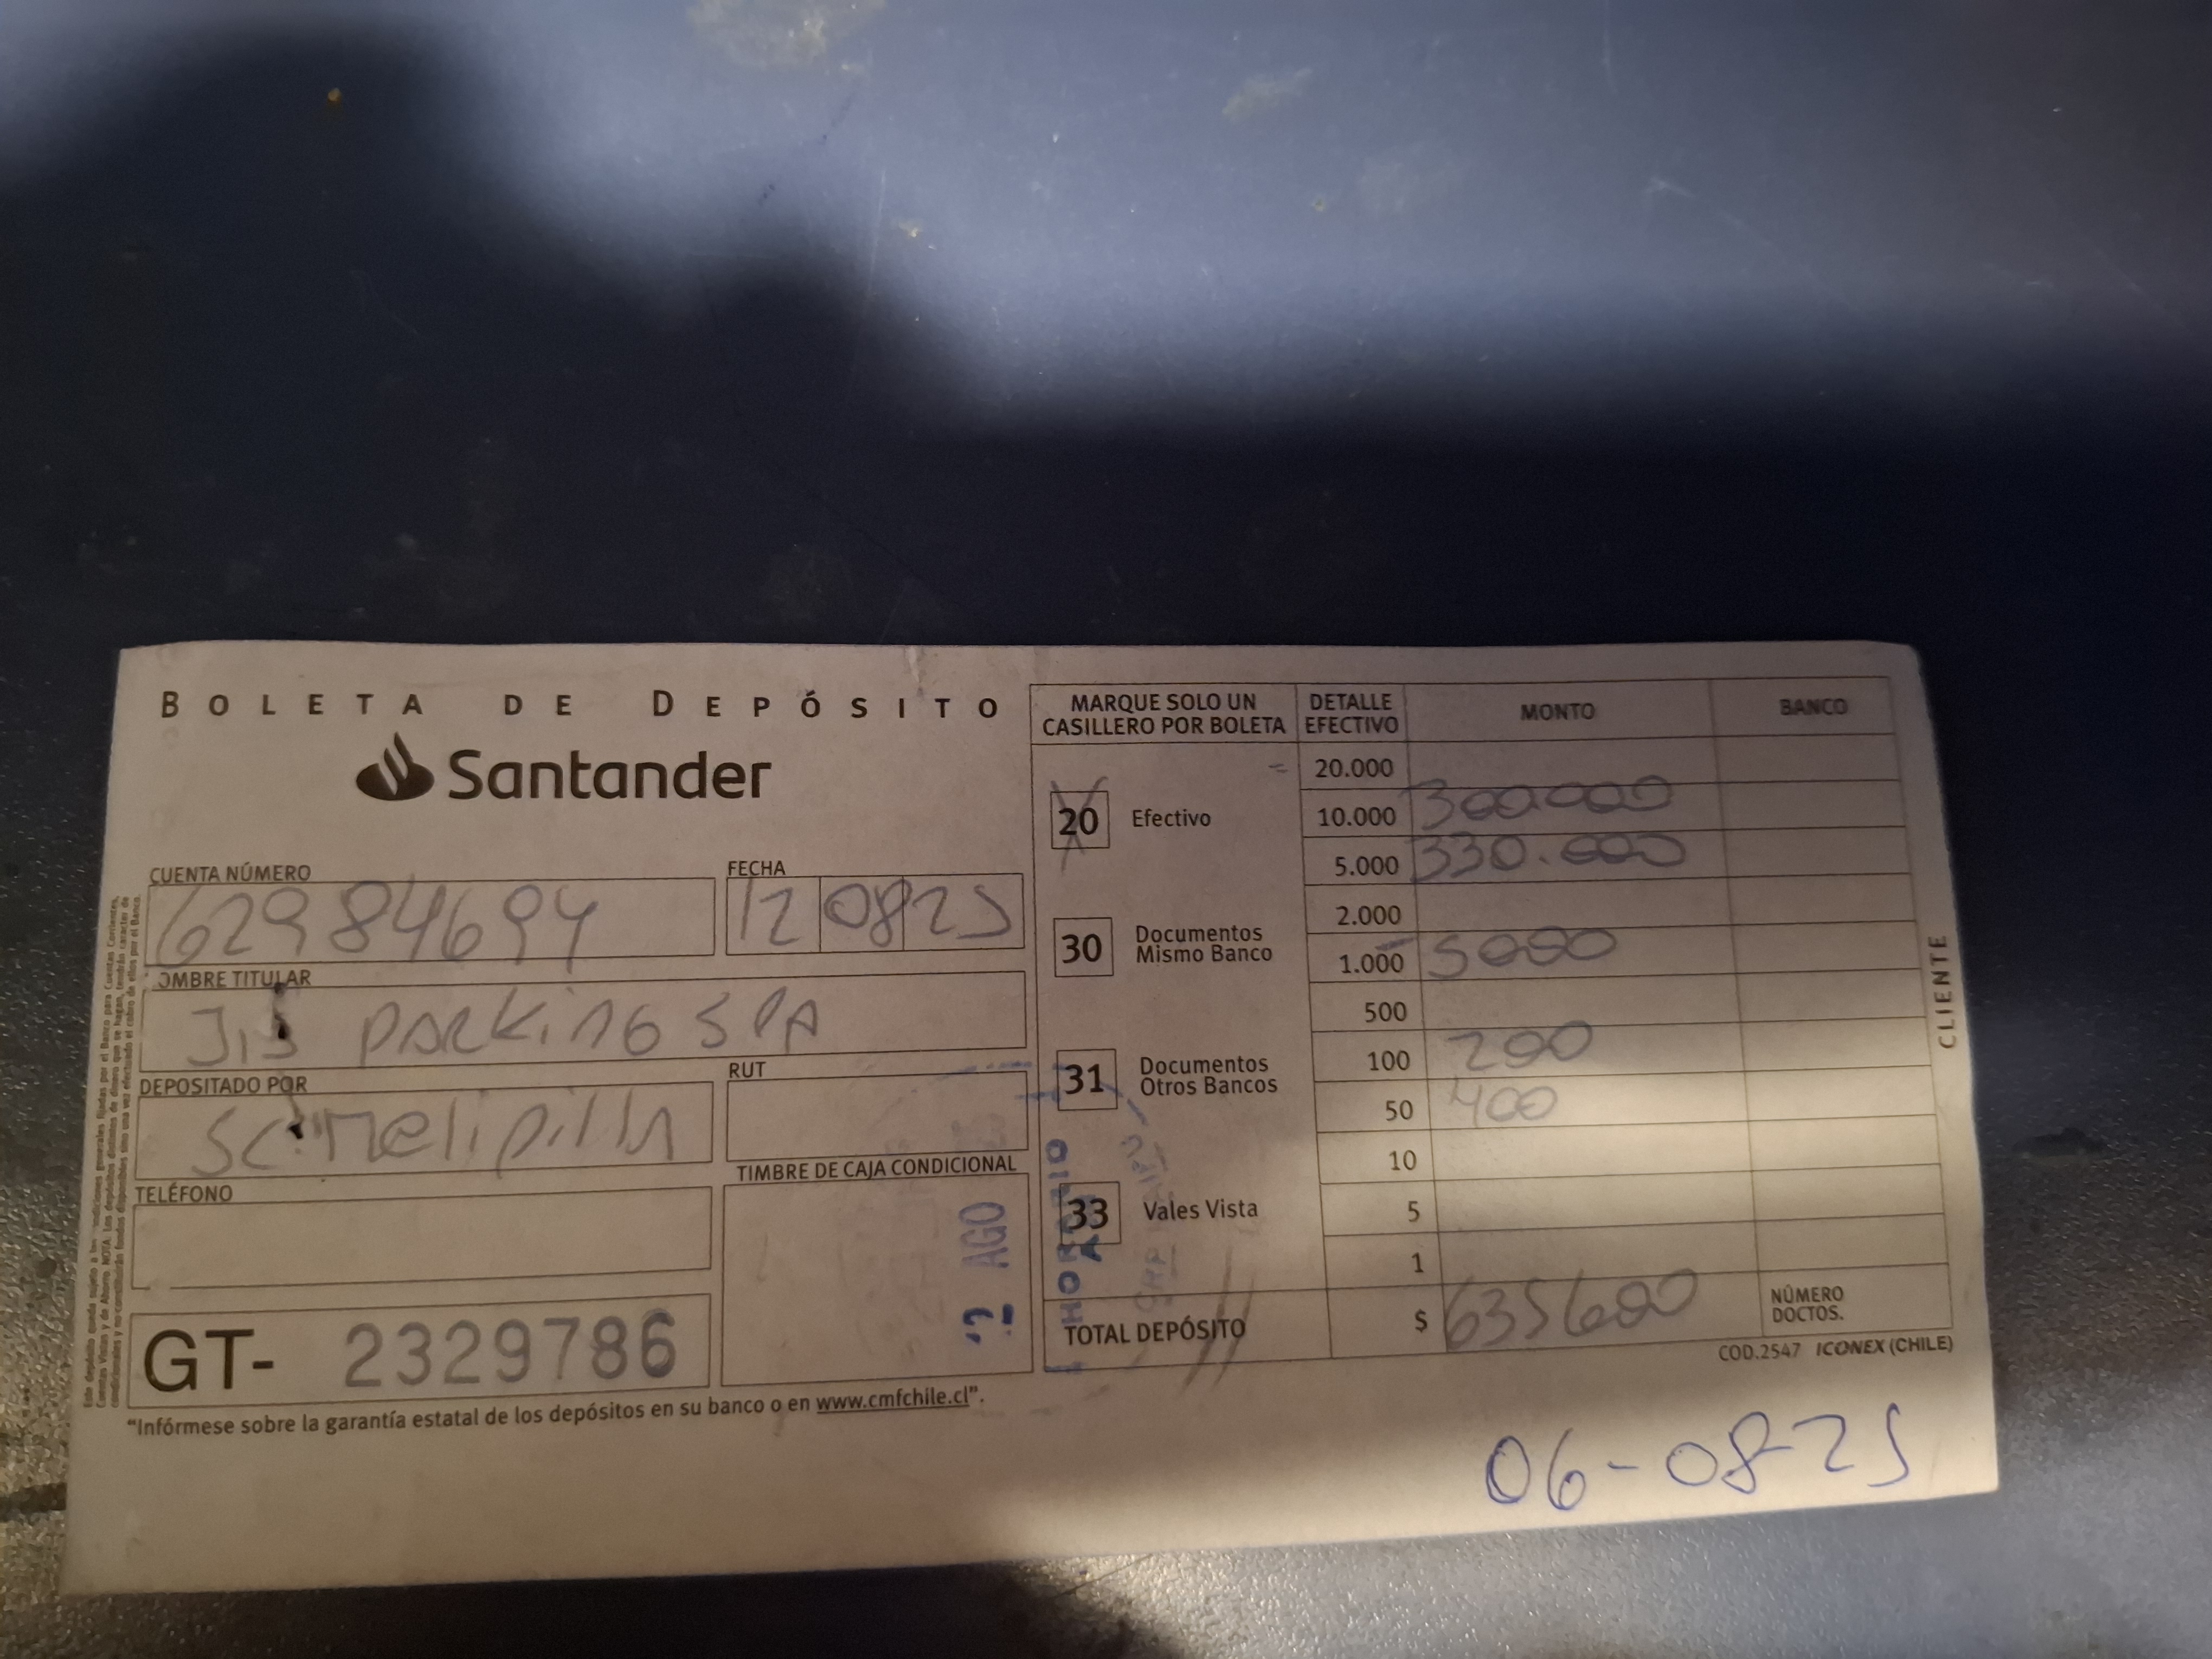 BOLETA DE DEPÓSITO
Santander
CUENTA NÚMERO
62984694
FECHA
12 08 25
OMBRE TITULAR
JIS PARKING SPA
DEPOSITADO POR
SC. Melipilla
RUT
TELÉFONO
TIMBRE DE CAJA CONDICIONAL
AGO
GT- 2329786
"Infórmese sobre la garantía estatal de los depósitos en su banco o en www.cmfchile.cl".
MARQUE SOLO UN CASILLERO POR BOLETA
20 Efectivo
30 Documentos Mismo Banco
31 Documentos Otros Bancos
33 Vales Vista
DETALLE EFECTIVO MONTO BANCO
20.000
10.000 300.000
5.000 330.000
2.000
1.000 5000
500
100 200
50 400
10
5
1
TOTAL DEPÓSITO $ 635600 NÚMERO DOCTOS.
COD.2547 ICONEX (CHILE)
CLIENTE
06-08-25